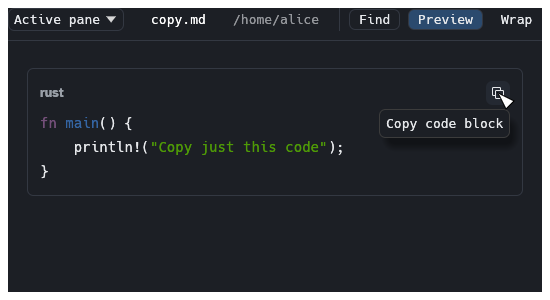 Active pane copy.md /home/alice Find Preview Wrap
rust
fn main() {
Copy code block
    println!("Copy just this code");
}